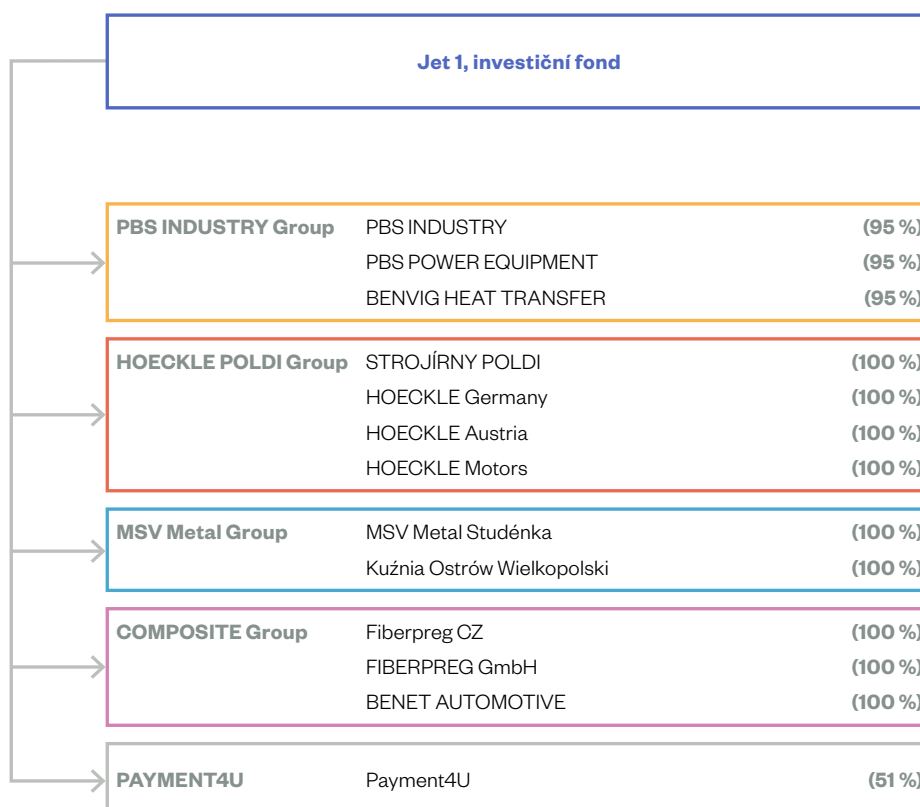 Jet 1, investiční fond
PBS INDUSTRY Group PBS INDUSTRY (95 %)
PBS POWER EQUIPMENT (95 %)
BENVIG HEAT TRANSFER (95 %)
HOECKLE POLDI Group STROJÍRNY POLDI (100 %)
HOECKLE Germany (100 %)
HOECKLE Austria (100 %)
HOECKLE Motors (100 %)
MSV Metal Group MSV Metal Studénka (100 %)
Kuźnia Ostrów Wielkopolski (100 %)
COMPOSITE Group Fiberpreg CZ (100 %)
FIBERPREG GmbH (100 %)
BENET AUTOMOTIVE (100 %)
PAYMENT4U Payment4U (51 %)